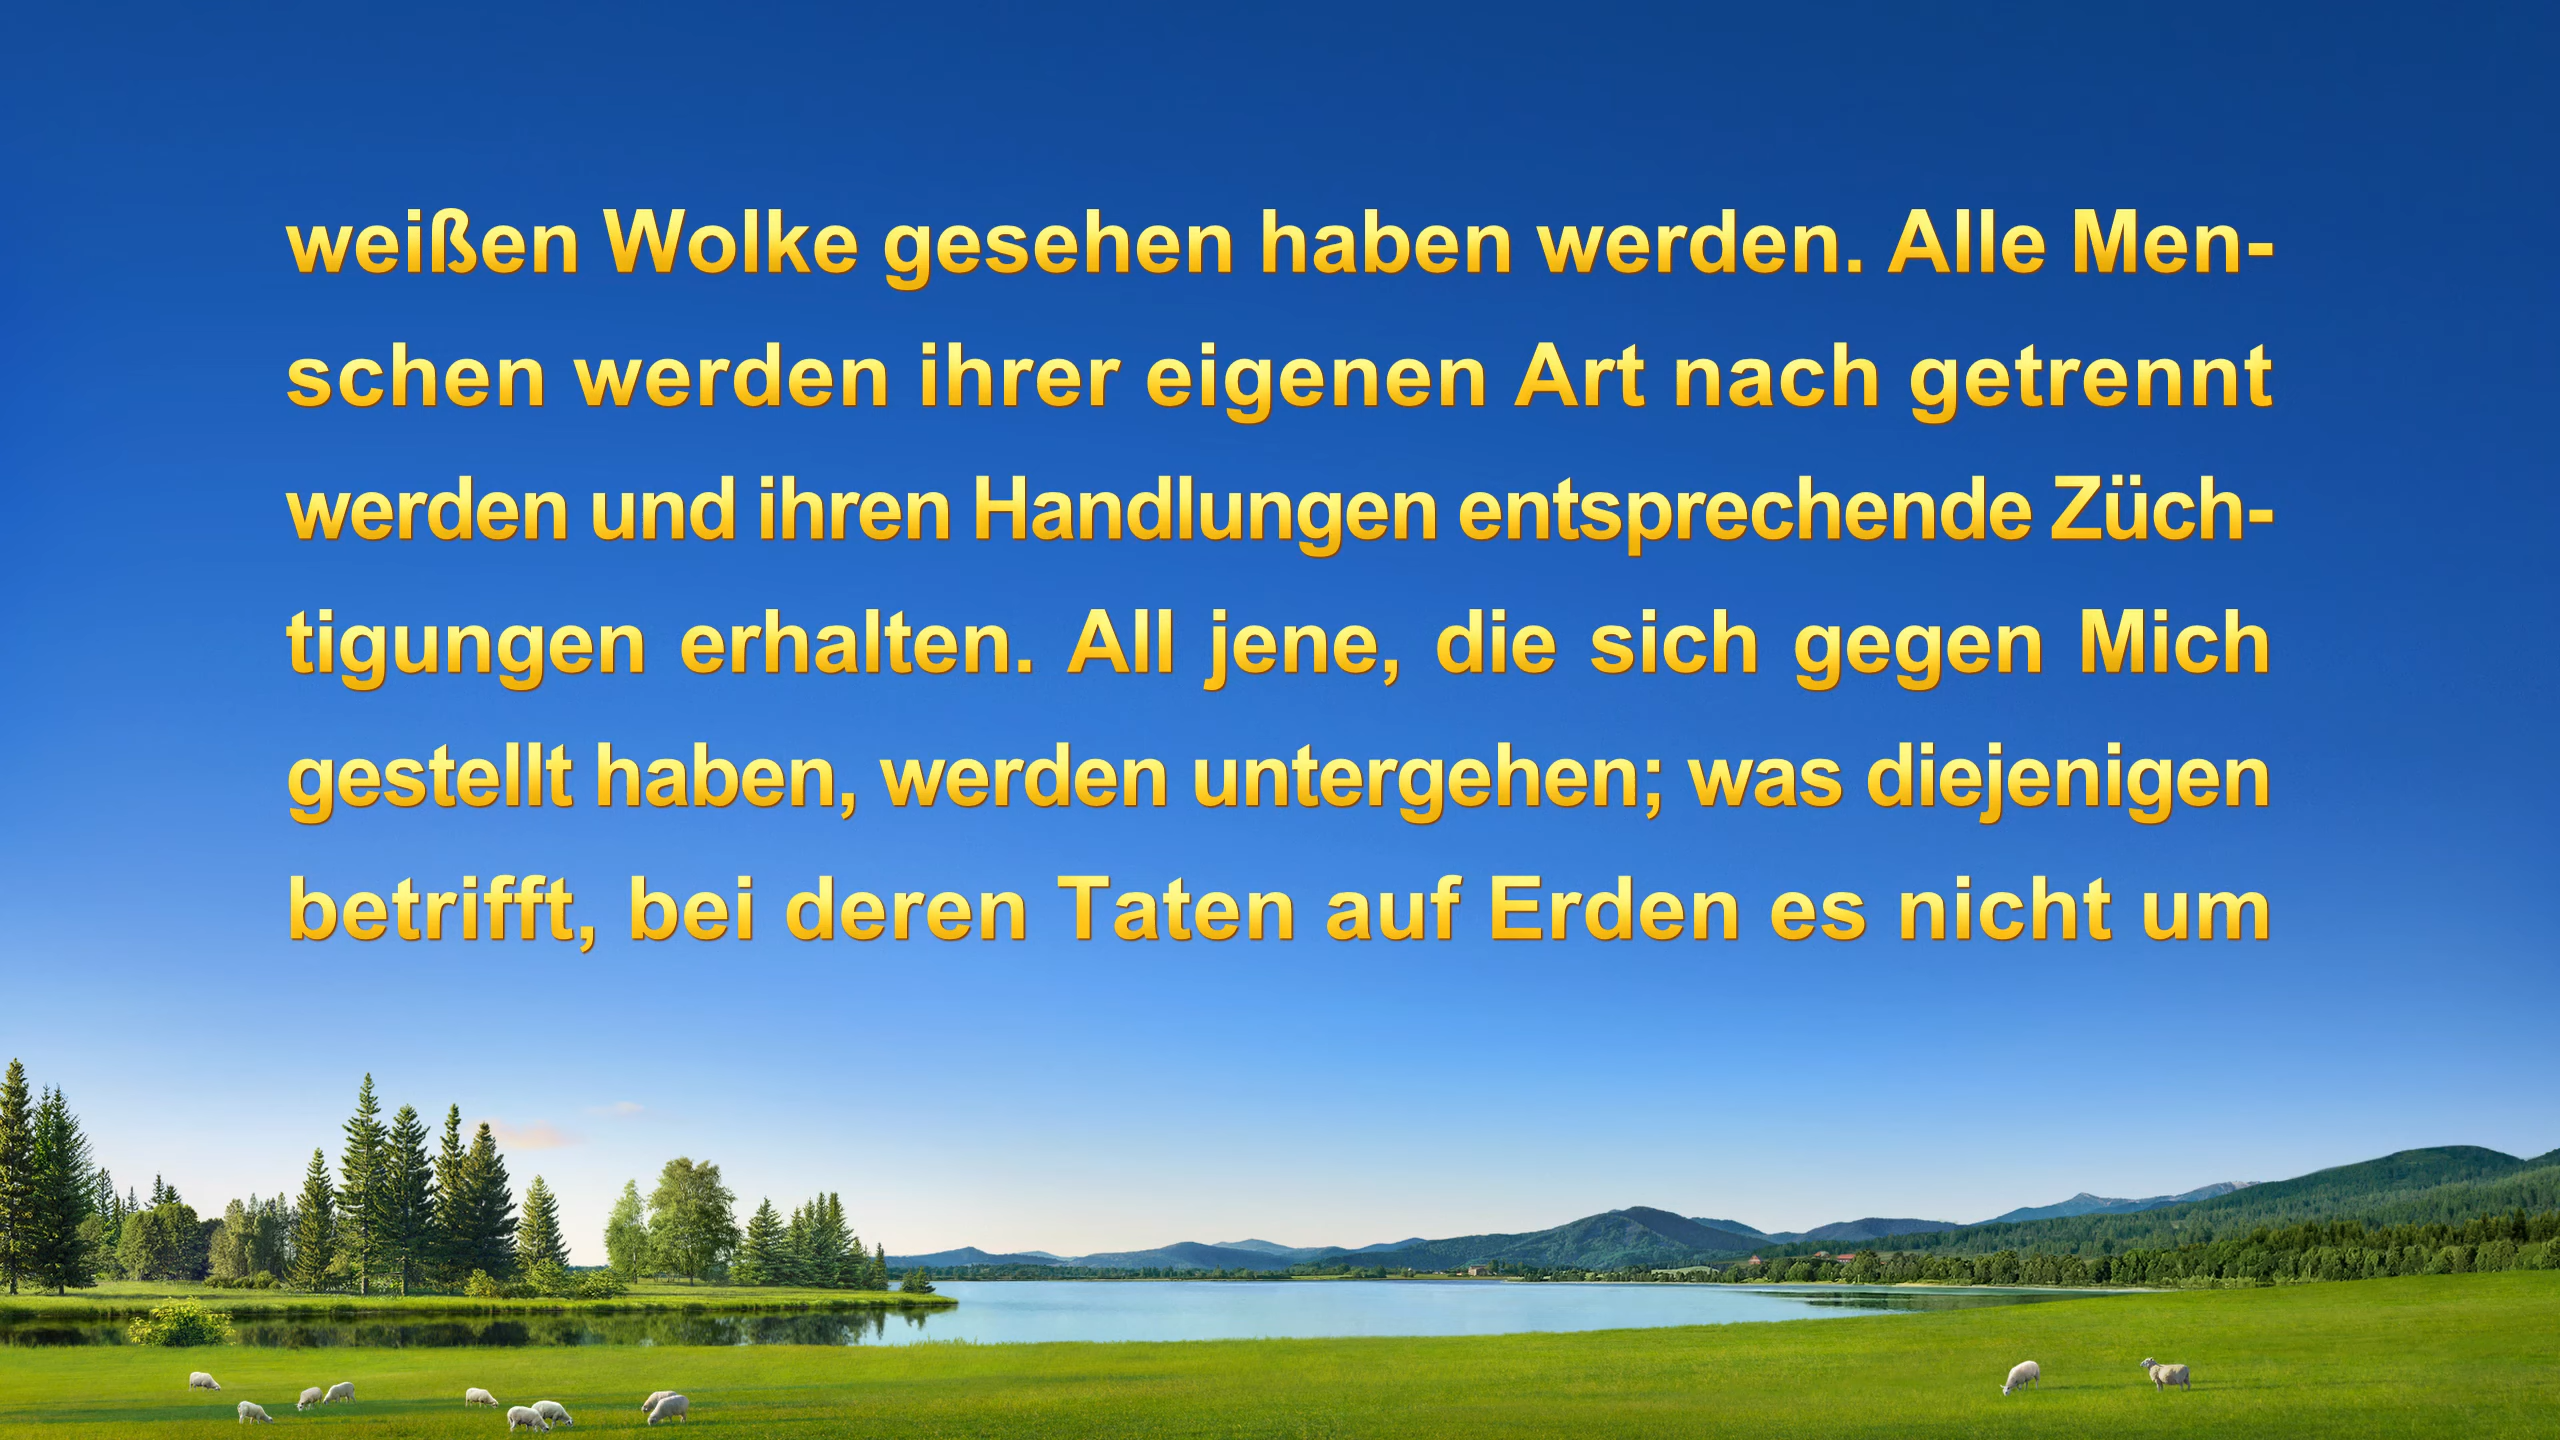 weißen Wolke gesehen haben werden. Alle Men-
schen werden ihrer eigenen Art nach getrennt
werden und ihren Handlungen entsprechende Züch-
tigungen erhalten. All jene, die sich gegen Mich
gestellt haben, werden untergehen; was diejenigen
betrifft, bei deren Taten auf Erden es nicht um